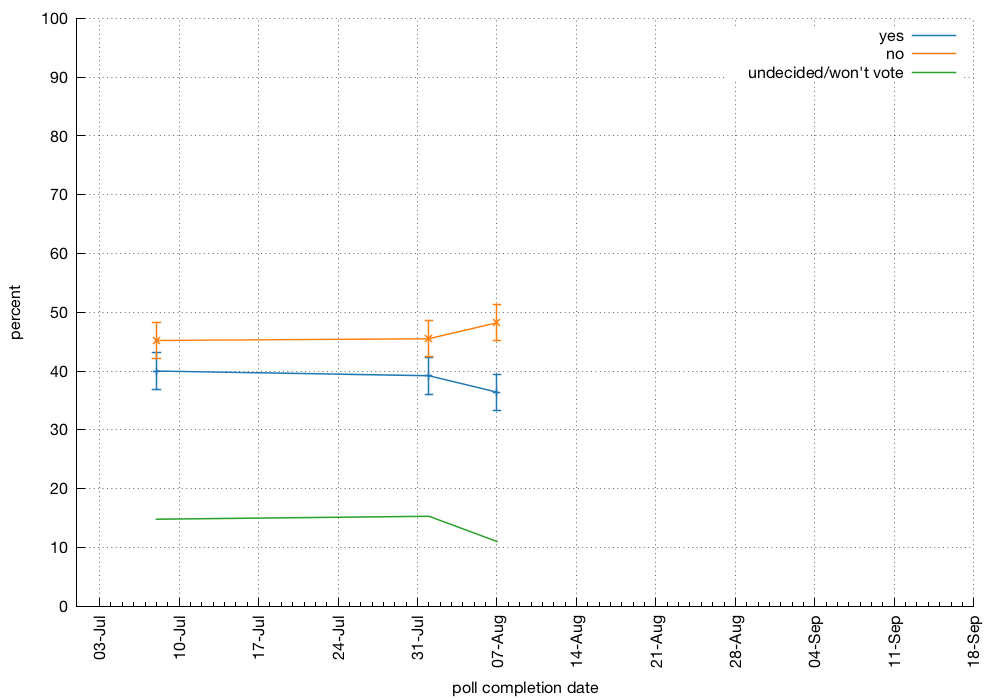 100
90
80
70
60
50
40
30
20
10
0
percent
yes
no
undecided/won't vote
03-Jul
10-Jul
17-Jul
24-Jul
31-Jul
07-Aug
14-Aug
21-Aug
28-Aug
04-Sep
11-Sep
18-Sep
poll completion date